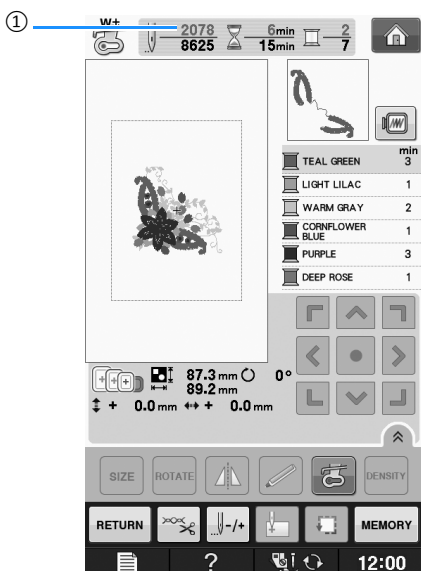 ①
W+
2078 6min 2
8625 15min 7
min
TEAL GREEN 3
LIGHT LILAC 1
WARM GRAY 2
CORNFLOWER
BLUE 1
PURPLE 3
DEEP ROSE 1
87.3 mm 0°
89.2 mm
+ 0.0 mm + 0.0 mm
SIZE ROTATE DENSITY
RETURN -/+ MEMORY
? 12:00